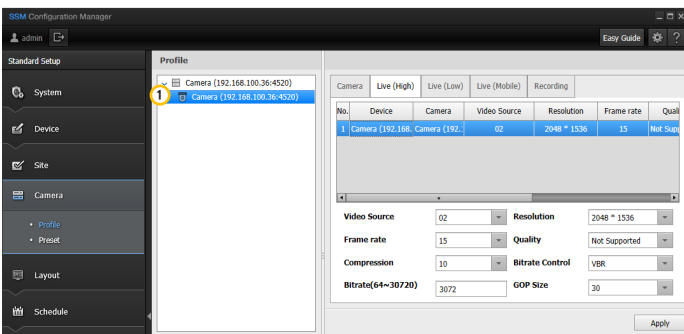 SSM Configuration Manager
admin
Easy Guide
?
Standard Setup
System
Device
Site
Camera
• Profile
• Preset
Layout
Schedule
Profile
Camera (192.168.100.36:4520)
1
Camera (192.168.100.36:4520)
Camera Live (High) Live (Low) Live (Mobile) Recording
No. Device Camera Video Source Resolution Frame rate Quali
1 Camera (192.168. Camera (192. 02 2048 * 1536 15 Not Supp
Video Source 02 Resolution 2048 * 1536
Frame rate 15 Quality Not Supported
Compression 10 Bitrate Control VBR
Bitrate(64~30720) 3072 GOP Size 30
Apply